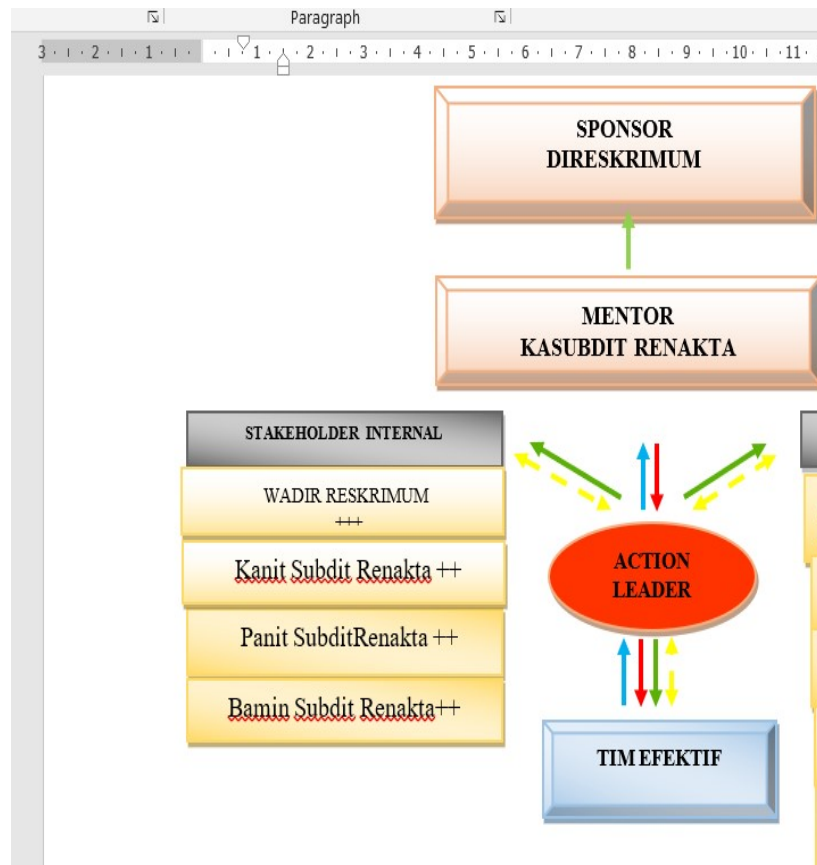 Paragraph
3 2 1 1 2 3 4 5 6 7 8 9 10 11
SPONSOR
DIRESKRIMUM
MENTOR
KASUBDIT RENAKTA
STAKEHOLDER INTERNAL
WADIR RESKRIMUM
+++
Kanit Subdit Renakta ++
Panit SubditRenakta ++
Bamin Subdit Renakta++
ACTION
LEADER
TIM EFEKTIF